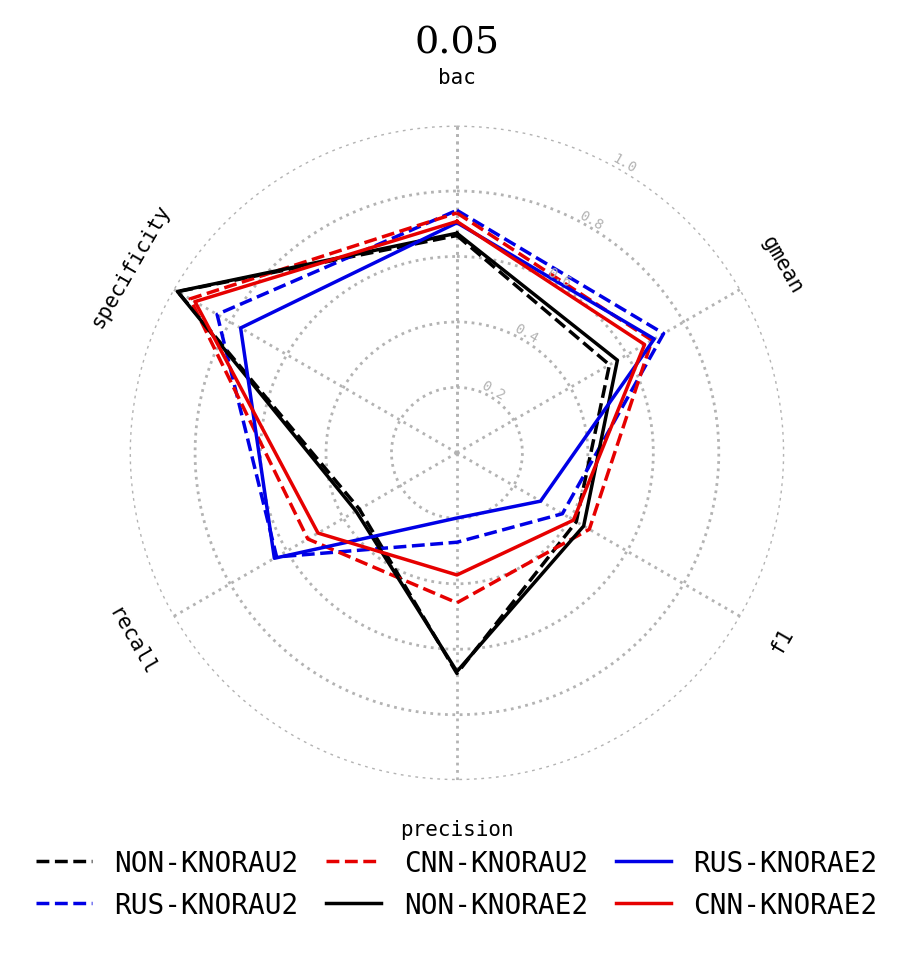 0.05
bac
1.0
specificity
gmean
0.8
0.6
0.4
0.2
recall
f1
precision
NON-KNORAU2 CNN-KNORAU2 RUS-KNORAE2
RUS-KNORAU2 NON-KNORAE2 CNN-KNORAE2